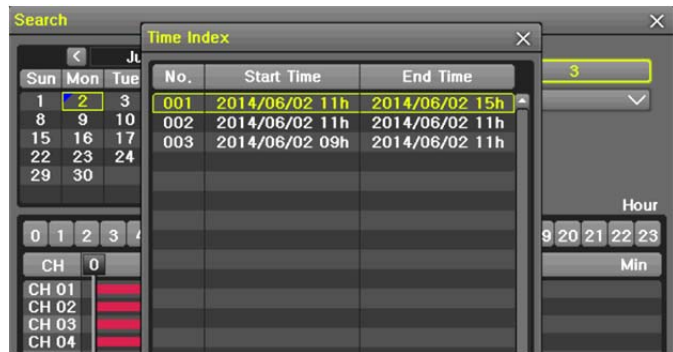 Search
Time Index
Ju
Sun Mon Tue
1 2 3
8 9 10
15 16 17
22 23 24
29 30
No. Start Time End Time
001 2014/06/02 11h 2014/06/02 15h
002 2014/06/02 11h 2014/06/02 11h
003 2014/06/02 09h 2014/06/02 11h
3
Hour
0 1 2 3 4
9 20 21 22 23
CH 0 Min
CH 01
CH 02
CH 03
CH 04